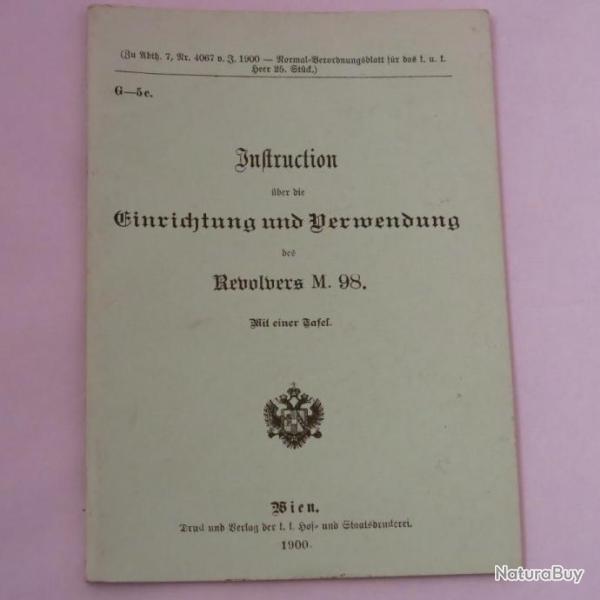 (Zu Abth. 7, Nr. 4067 v. J. 1900 — Normal-Verordnungsblatt für das k. u. k.
Heer 25. Stück.)
G—5 e.
Instruction
über die
Einrichtung und Verwendung
des
Revolvers M. 98.
Mit einer Tafel.
Wien.
Druck und Verlag der k. k. Hof- und Staatsdruckerei.
1900.
NaturaBuy